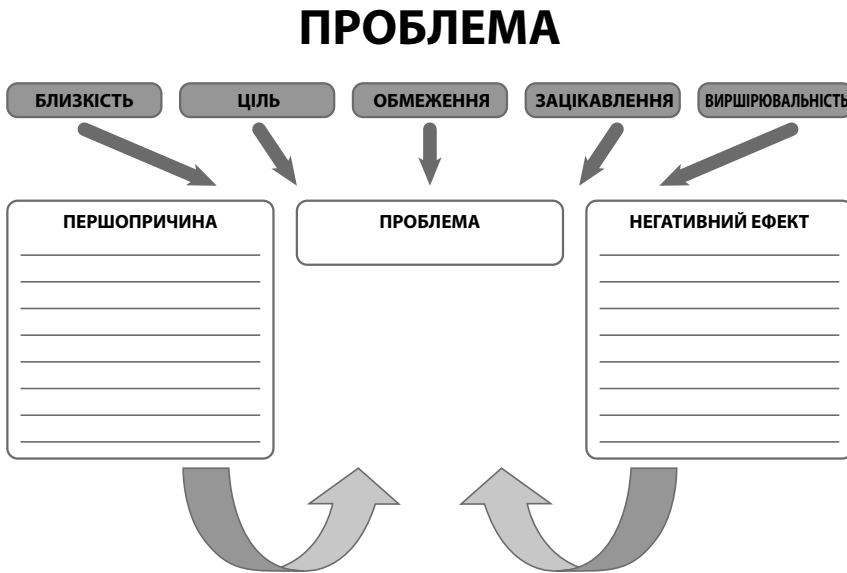 ПРОБЛЕМА
БЛИЗКІСТЬ
ЦІЛЬ
ОБМЕЖЕННЯ
ЗАЦІКАВЛЕННЯ
ВИРШІРЮВАЛЬНІСТЬ
ПЕРШОПРИЧИНА
ПРОБЛЕМА
НЕГАТИВНИЙ ЕФЕКТ